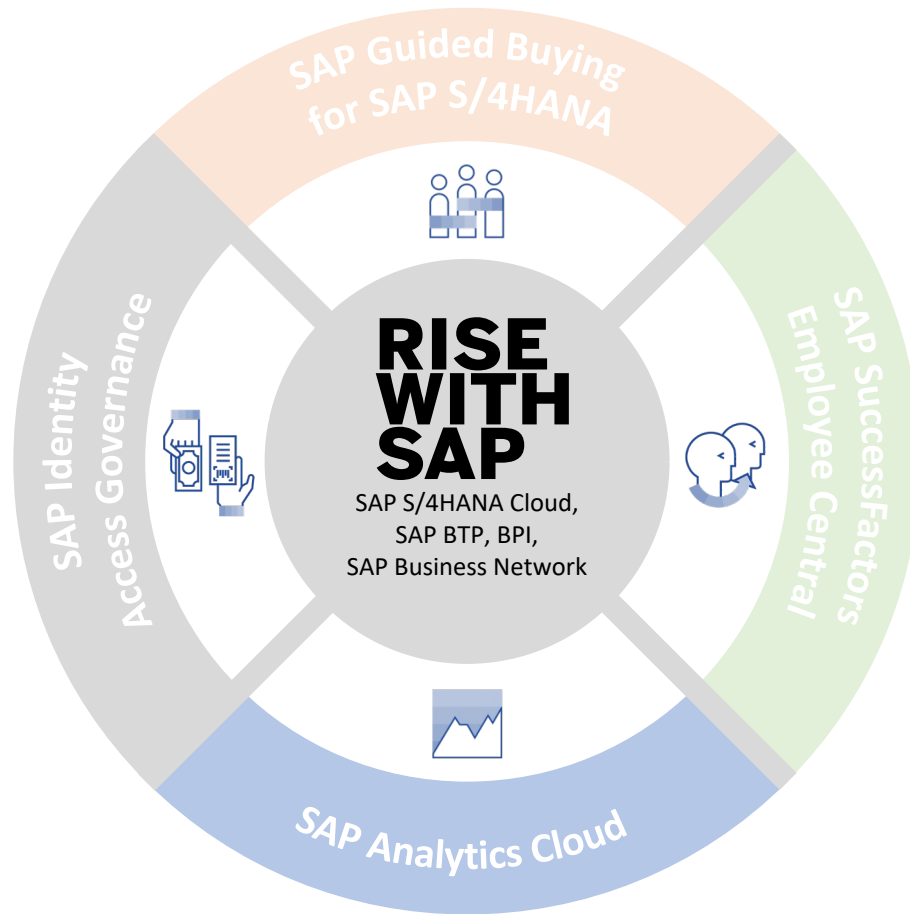 SAP Guided Buying
for SAP S/4HANA
SAP SuccessFactors
Employee Central
SAP Identity
Access Governance
RISE
WITH
SAP
SAP S/4HANA Cloud,
SAP BTP, BPI,
SAP Business Network
SAP Analytics Cloud